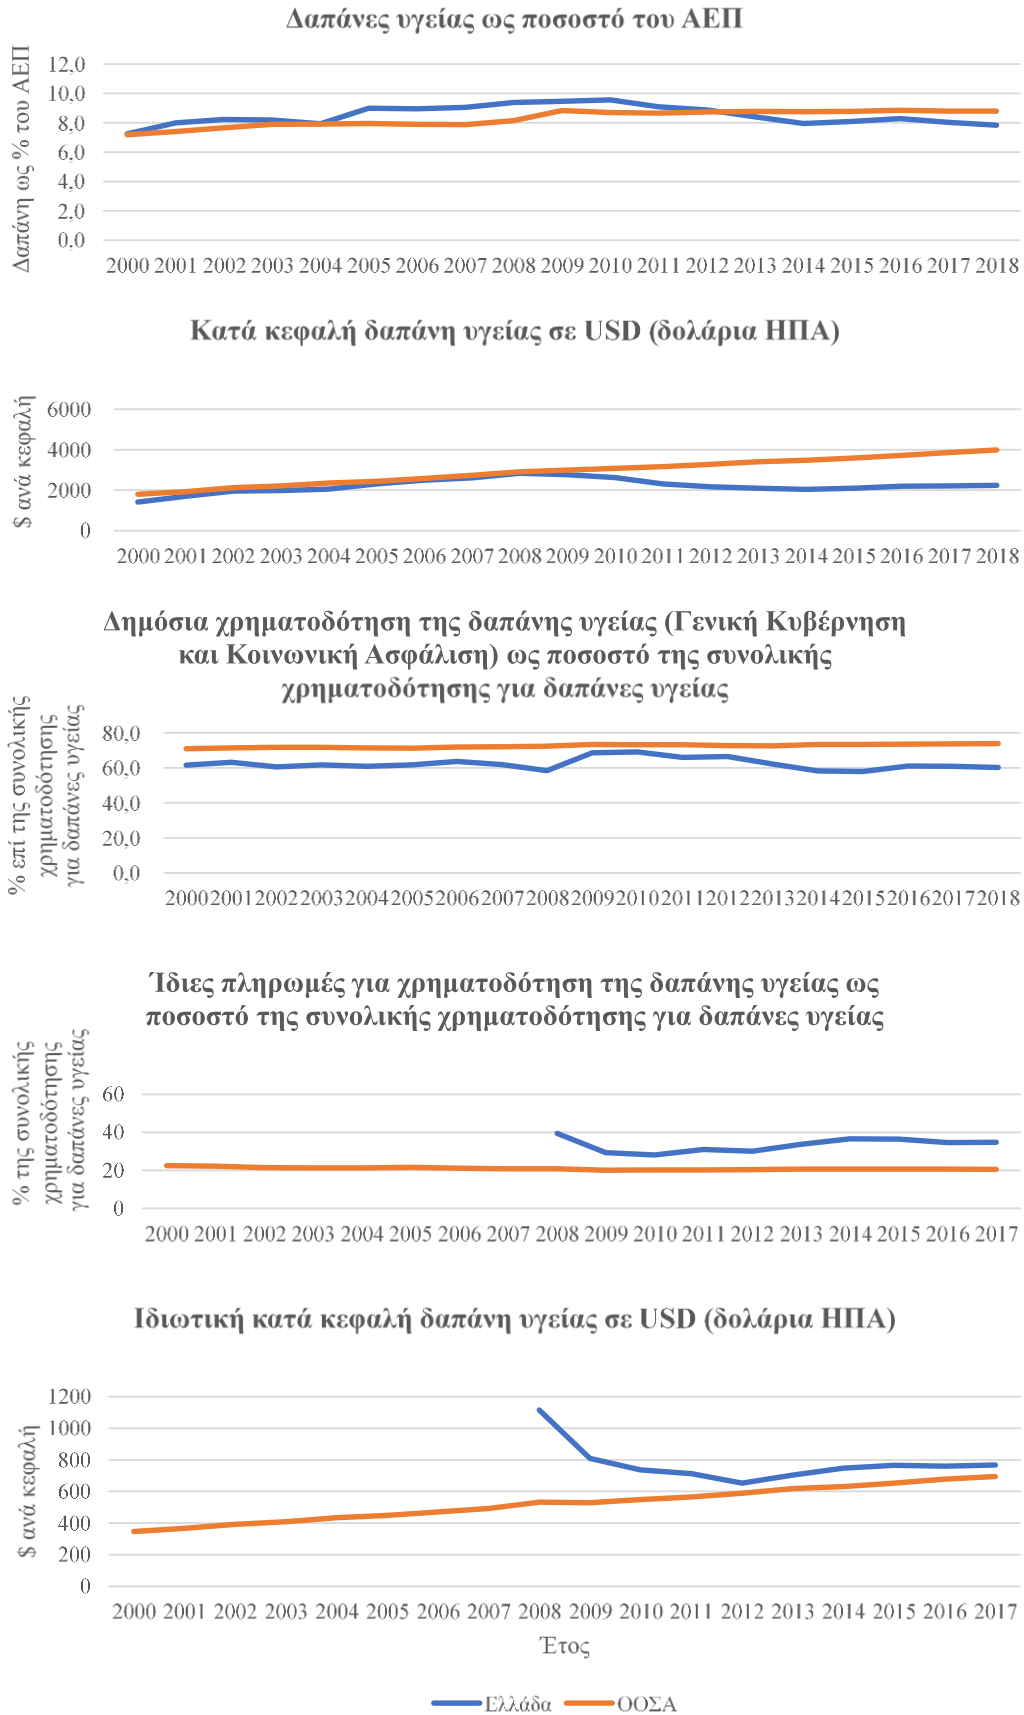 Δαπάνες υγείας ως ποσοστό του ΑΕΠ
Δαπάνη ως % του ΑΕΠ
12,0
10,0
8,0
6,0
4,0
2,0
0,0
2000 2001 2002 2003 2004 2005 2006 2007 2008 2009 2010 2011 2012 2013 2014 2015 2016 2017 2018
Κατά κεφαλή δαπάνη υγείας σε USD (δολάρια ΗΠΑ)
$ ανά κεφαλή
6000
4000
2000
0
2000 2001 2002 2003 2004 2005 2006 2007 2008 2009 2010 2011 2012 2013 2014 2015 2016 2017 2018
Δημόσια χρηματοδότηση της δαπάνης υγείας (Γενική Κυβέρνηση
και Κοινωνική Ασφάλιση) ως ποσοστό της συνολικής
χρηματοδότησης για δαπάνες υγείας
% επί της συνολικής
χρηματοδότησης
για δαπάνες υγείας
80,0
60,0
40,0
20,0
0,0
2000 2001 2002 2003 2004 2005 2006 2007 2008 2009 2010 2011 2012 2013 2014 2015 2016 2017 2018
Ίδιες πληρωμές για χρηματοδότηση της δαπάνης υγείας ως
ποσοστό της συνολικής χρηματοδότησης για δαπάνες υγείας
% της συνολικής
χρηματοδότησης
για δαπάνες υγείας
60
40
20
0
2000 2001 2002 2003 2004 2005 2006 2007 2008 2009 2010 2011 2012 2013 2014 2015 2016 2017
Ιδιωτική κατά κεφαλή δαπάνη υγείας σε USD (δολάρια ΗΠΑ)
$ ανά κεφαλή
1200
1000
800
600
400
200
0
2000 2001 2002 2003 2004 2005 2006 2007 2008 2009 2010 2011 2012 2013 2014 2015 2016 2017
Έτος
Ελλάδα ΟΟΣΑ